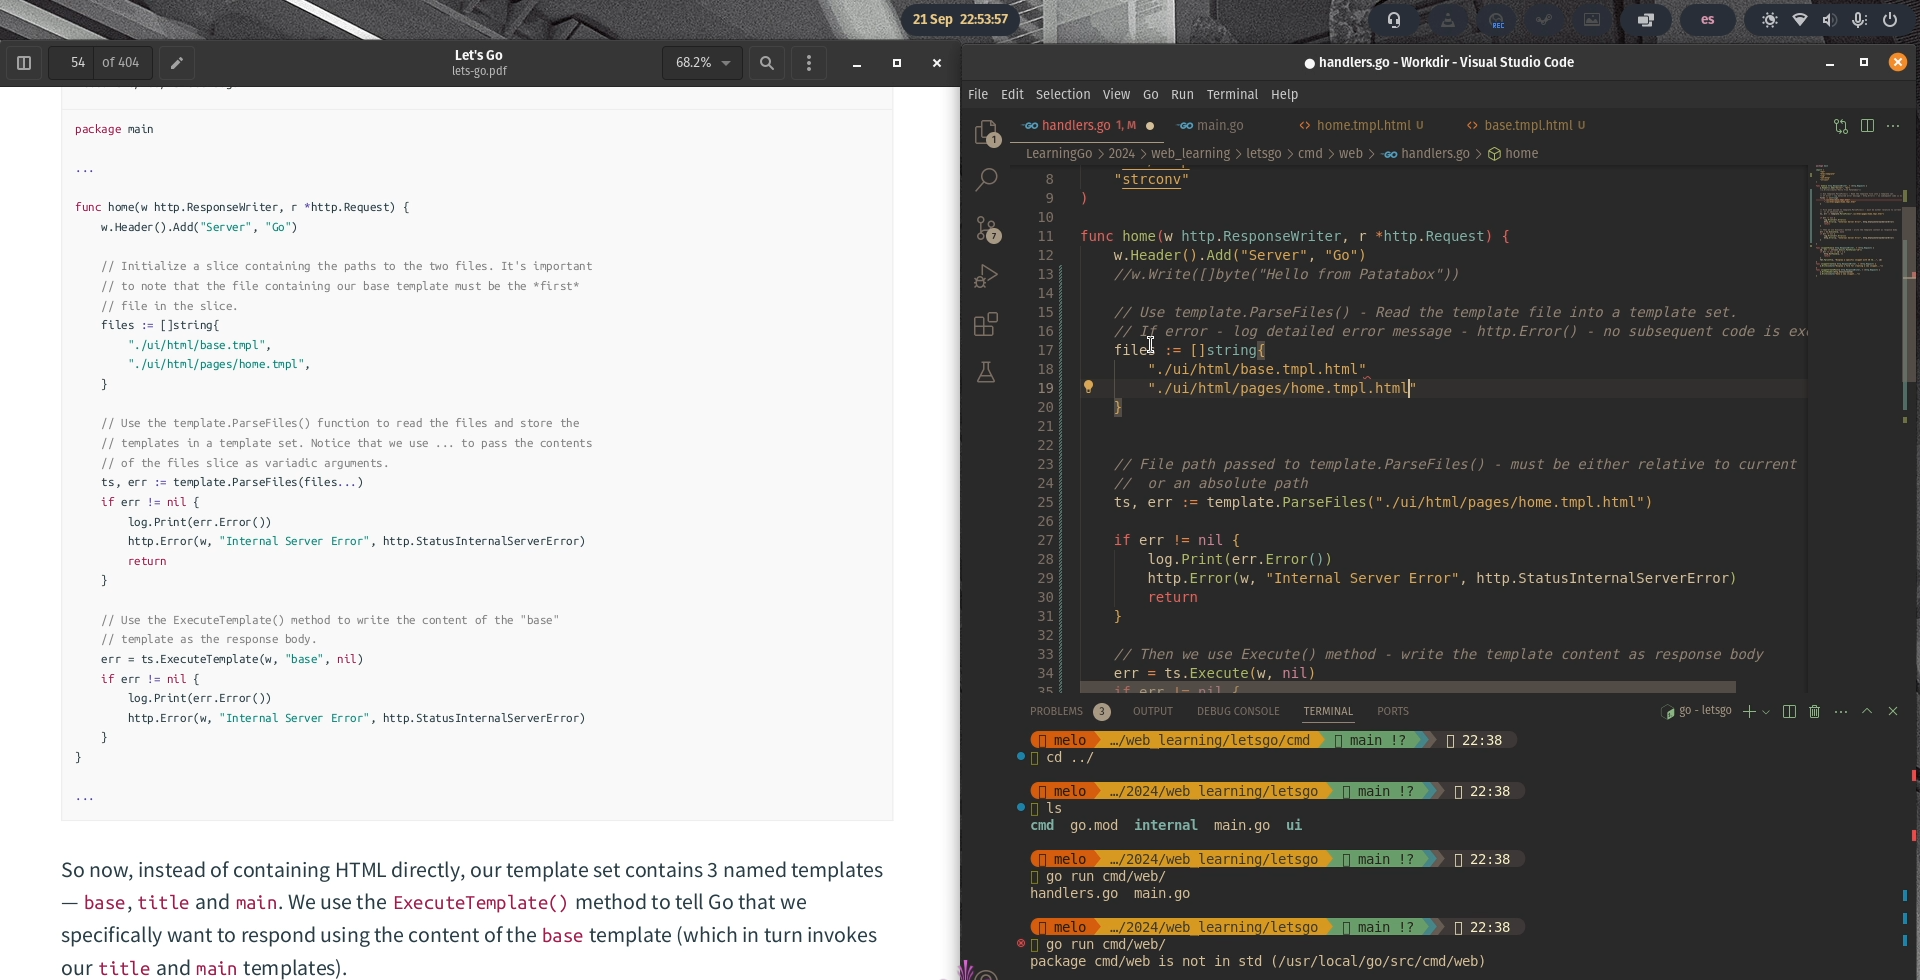 21 Sep 22:53:57
es
54 of 404
Let's Go
lets-go.pdf
68.2%
package main
...
func home(w http.ResponseWriter, r *http.Request) {
w.Header().Add("Server", "Go")
// Initialize a slice containing the paths to the two files. It's important
// to note that the file containing our base template must be the *first*
// file in the slice.
files := []string{
"./ui/html/base.tmpl",
"./ui/html/pages/home.tmpl",
}
// Use the template.ParseFiles() function to read the files and store the
// templates in a template set. Notice that we use ... to pass the contents
// of the files slice as variadic arguments.
ts, err := template.ParseFiles(files...)
if err != nil {
log.Print(err.Error())
http.Error(w, "Internal Server Error", http.StatusInternalServerError)
return
}
// Use the ExecuteTemplate() method to write the content of the "base"
// template as the response body.
err = ts.ExecuteTemplate(w, "base", nil)
if err != nil {
log.Print(err.Error())
http.Error(w, "Internal Server Error", http.StatusInternalServerError)
}
}
...
So now, instead of containing HTML directly, our template set contains 3 named templates
— base, title and main. We use the ExecuteTemplate() method to tell Go that we
specifically want to respond using the content of the base template (which in turn invokes
our title and main templates).
● handlers.go - Workdir - Visual Studio Code
File Edit Selection View Go Run Terminal Help
handlers.go 1, M ● main.go home.tmpl.html U base.tmpl.html U
LearningGo > 2024 > web_learning > letsgo > cmd > web > handlers.go > home
1
7
8 "strconv"
9 )
10
11 func home(w http.ResponseWriter, r *http.Request) {
12 w.Header().Add("Server", "Go")
13 //w.Write([]byte("Hello from Patatabox"))
14
15 // Use template.ParseFiles() - Read the template file into a template set.
16 // If error - log detailed error message - http.Error() - no subsequent code is exe
17 files := []string{
18 "./ui/html/base.tmpl.html"
19 "./ui/html/pages/home.tmpl.html"
20 }
21
22
23 // File path passed to template.ParseFiles() - must be either relative to current
24 // or an absolute path
25 ts, err := template.ParseFiles("./ui/html/pages/home.tmpl.html")
26
27 if err != nil {
28 log.Print(err.Error())
29 http.Error(w, "Internal Server Error", http.StatusInternalServerError)
30 return
31 }
32
33 // Then we use Execute() method - write the template content as response body
34 err = ts.Execute(w, nil)
35 if err != nil {
PROBLEMS 3 OUTPUT DEBUG CONSOLE TERMINAL PORTS go - letsgo
melo …/web_learning/letsgo/cmd main !? 22:38
cd ../
melo …/2024/web_learning/letsgo main !? 22:38
ls
cmd go.mod internal main.go ui
melo …/2024/web_learning/letsgo main !? 22:38
go run cmd/web/
handlers.go main.go
melo …/2024/web_learning/letsgo main !? 22:38
go run cmd/web/
package cmd/web is not in std (/usr/local/go/src/cmd/web)